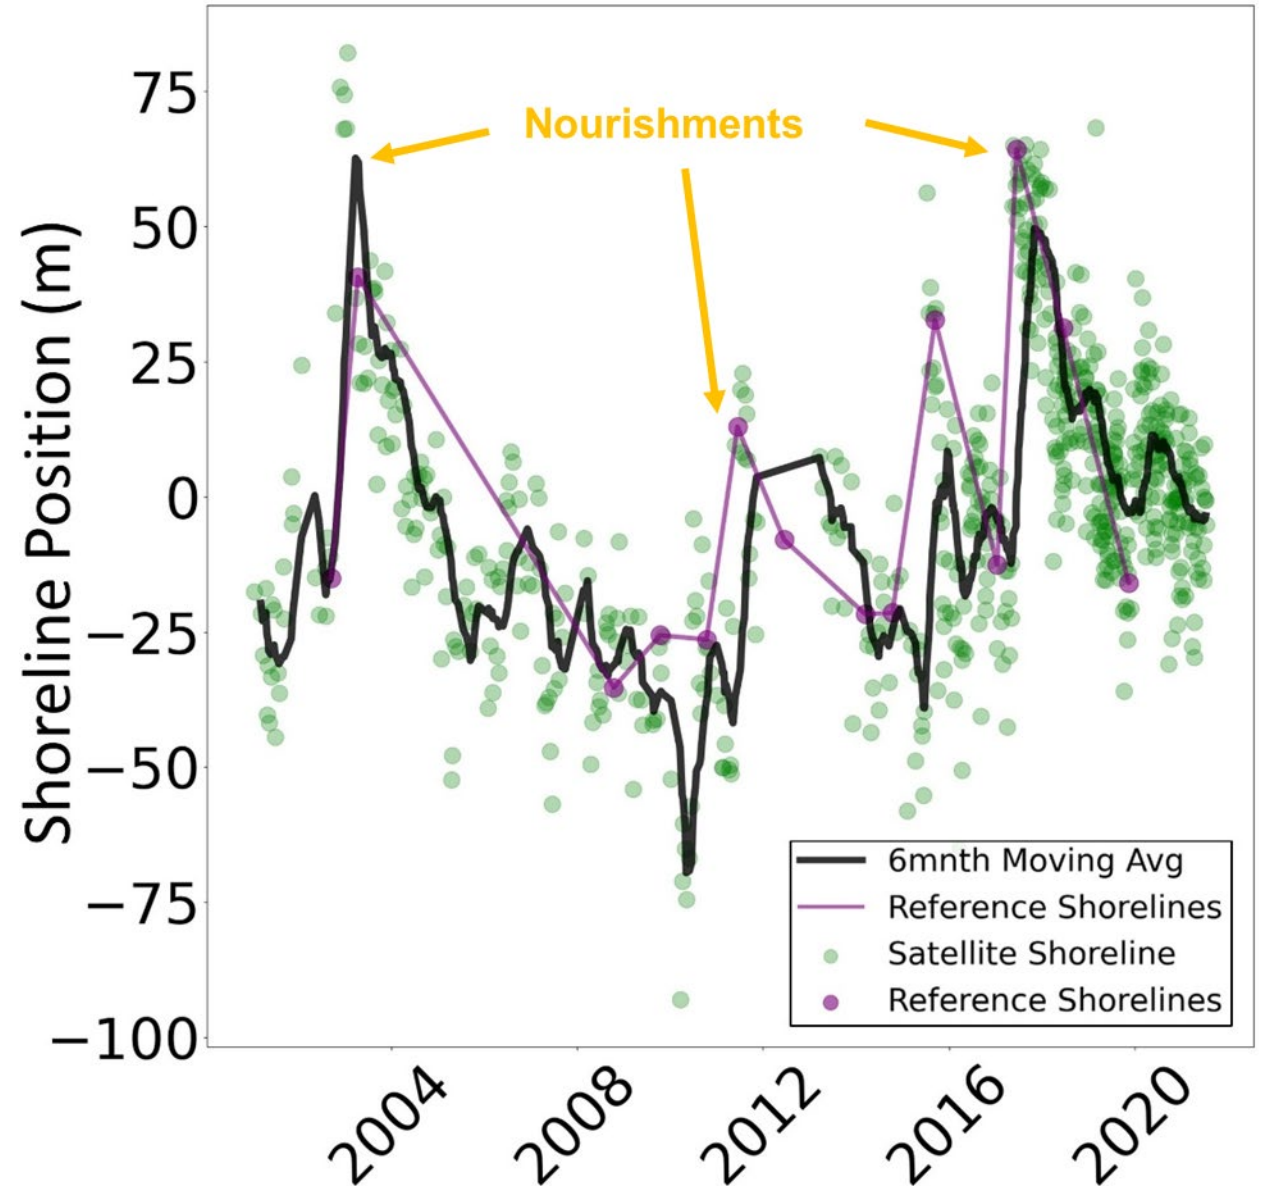 Nourishments
Shoreline Position (m)
75
50
25
0
−25
−50
−75
−100
2004
2008
2012
2016
2020
6mnth Moving Avg
Reference Shorelines
Satellite Shoreline
Reference Shorelines